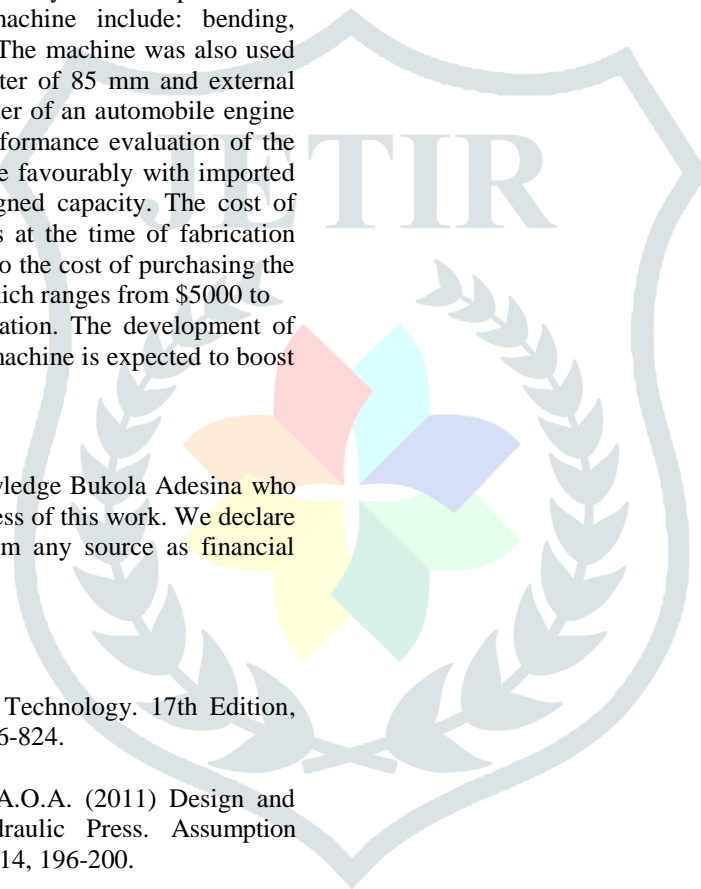 machine include: bending,
The machine was also used
ter of 85 mm and external
er of an automobile engine
formance evaluation of the
e favourably with imported
gned capacity. The cost of
s at the time of fabrication
o the cost of purchasing the
ich ranges from $5000 to
ation. The development of
machine is expected to boost
JETIR
ledge Bukola Adesina who
ess of this work. We declare
m any source as financial
Technology. 17th Edition,
6-824.
A.O.A. (2011) Design and
draulic Press. Assumption
14, 196-200.